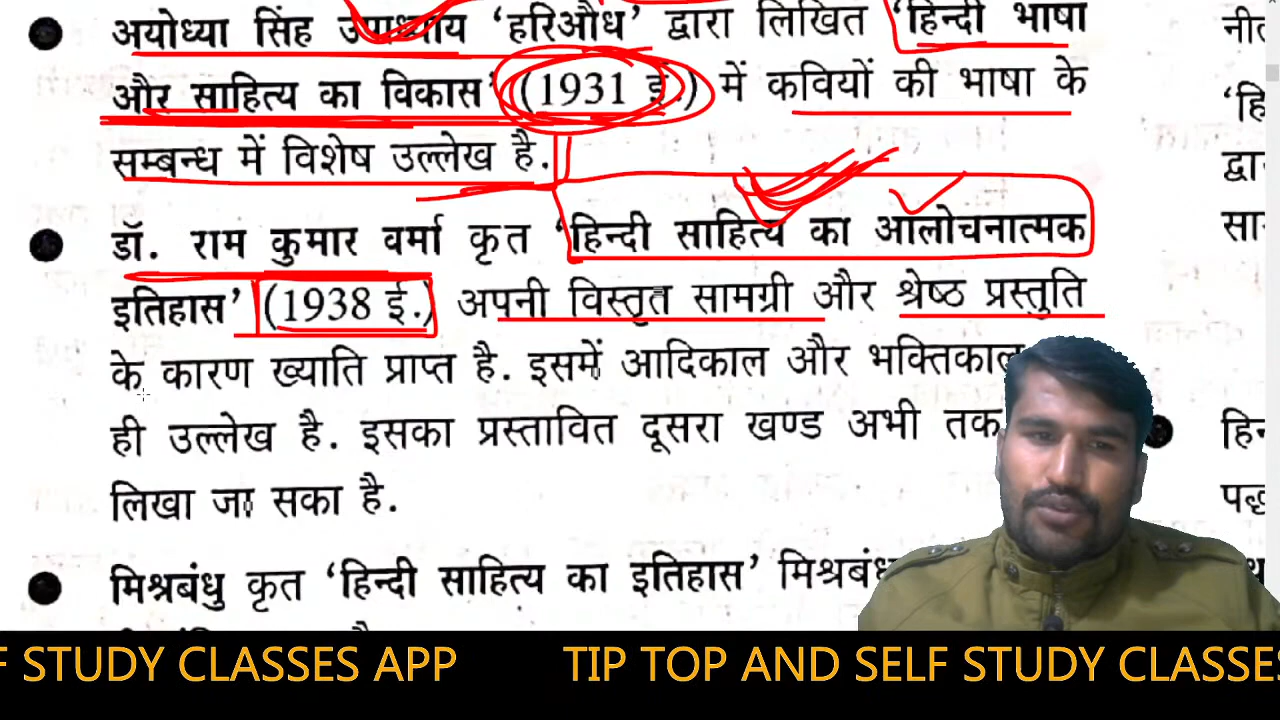 अयोध्या सिंह उपाध्याय ‘हरिऔध’ द्वारा लिखित ‘हिन्दी भाषा
और साहित्य का विकास’ (1931 ई.) में कवियों की भाषा के
सम्बन्ध में विशेष उल्लेख है.
डॉ. राम कुमार वर्मा कृत ‘हिन्दी साहित्य का आलोचनात्मक
इतिहास’ (1938 ई.) अपनी विस्तृत सामग्री और श्रेष्ठ प्रस्तुति
के कारण ख्याति प्राप्त है. इसमें आदिकाल और भक्तिकाल
ही उल्लेख है. इसका प्रस्तावित दूसरा खण्ड अभी तक
लिखा जा सका है.
मिश्रबंधु कृत ‘हिन्दी साहित्य का इतिहास’ मिश्रबंधु
F STUDY CLASSES APP TIP TOP AND SELF STUDY CLASSES